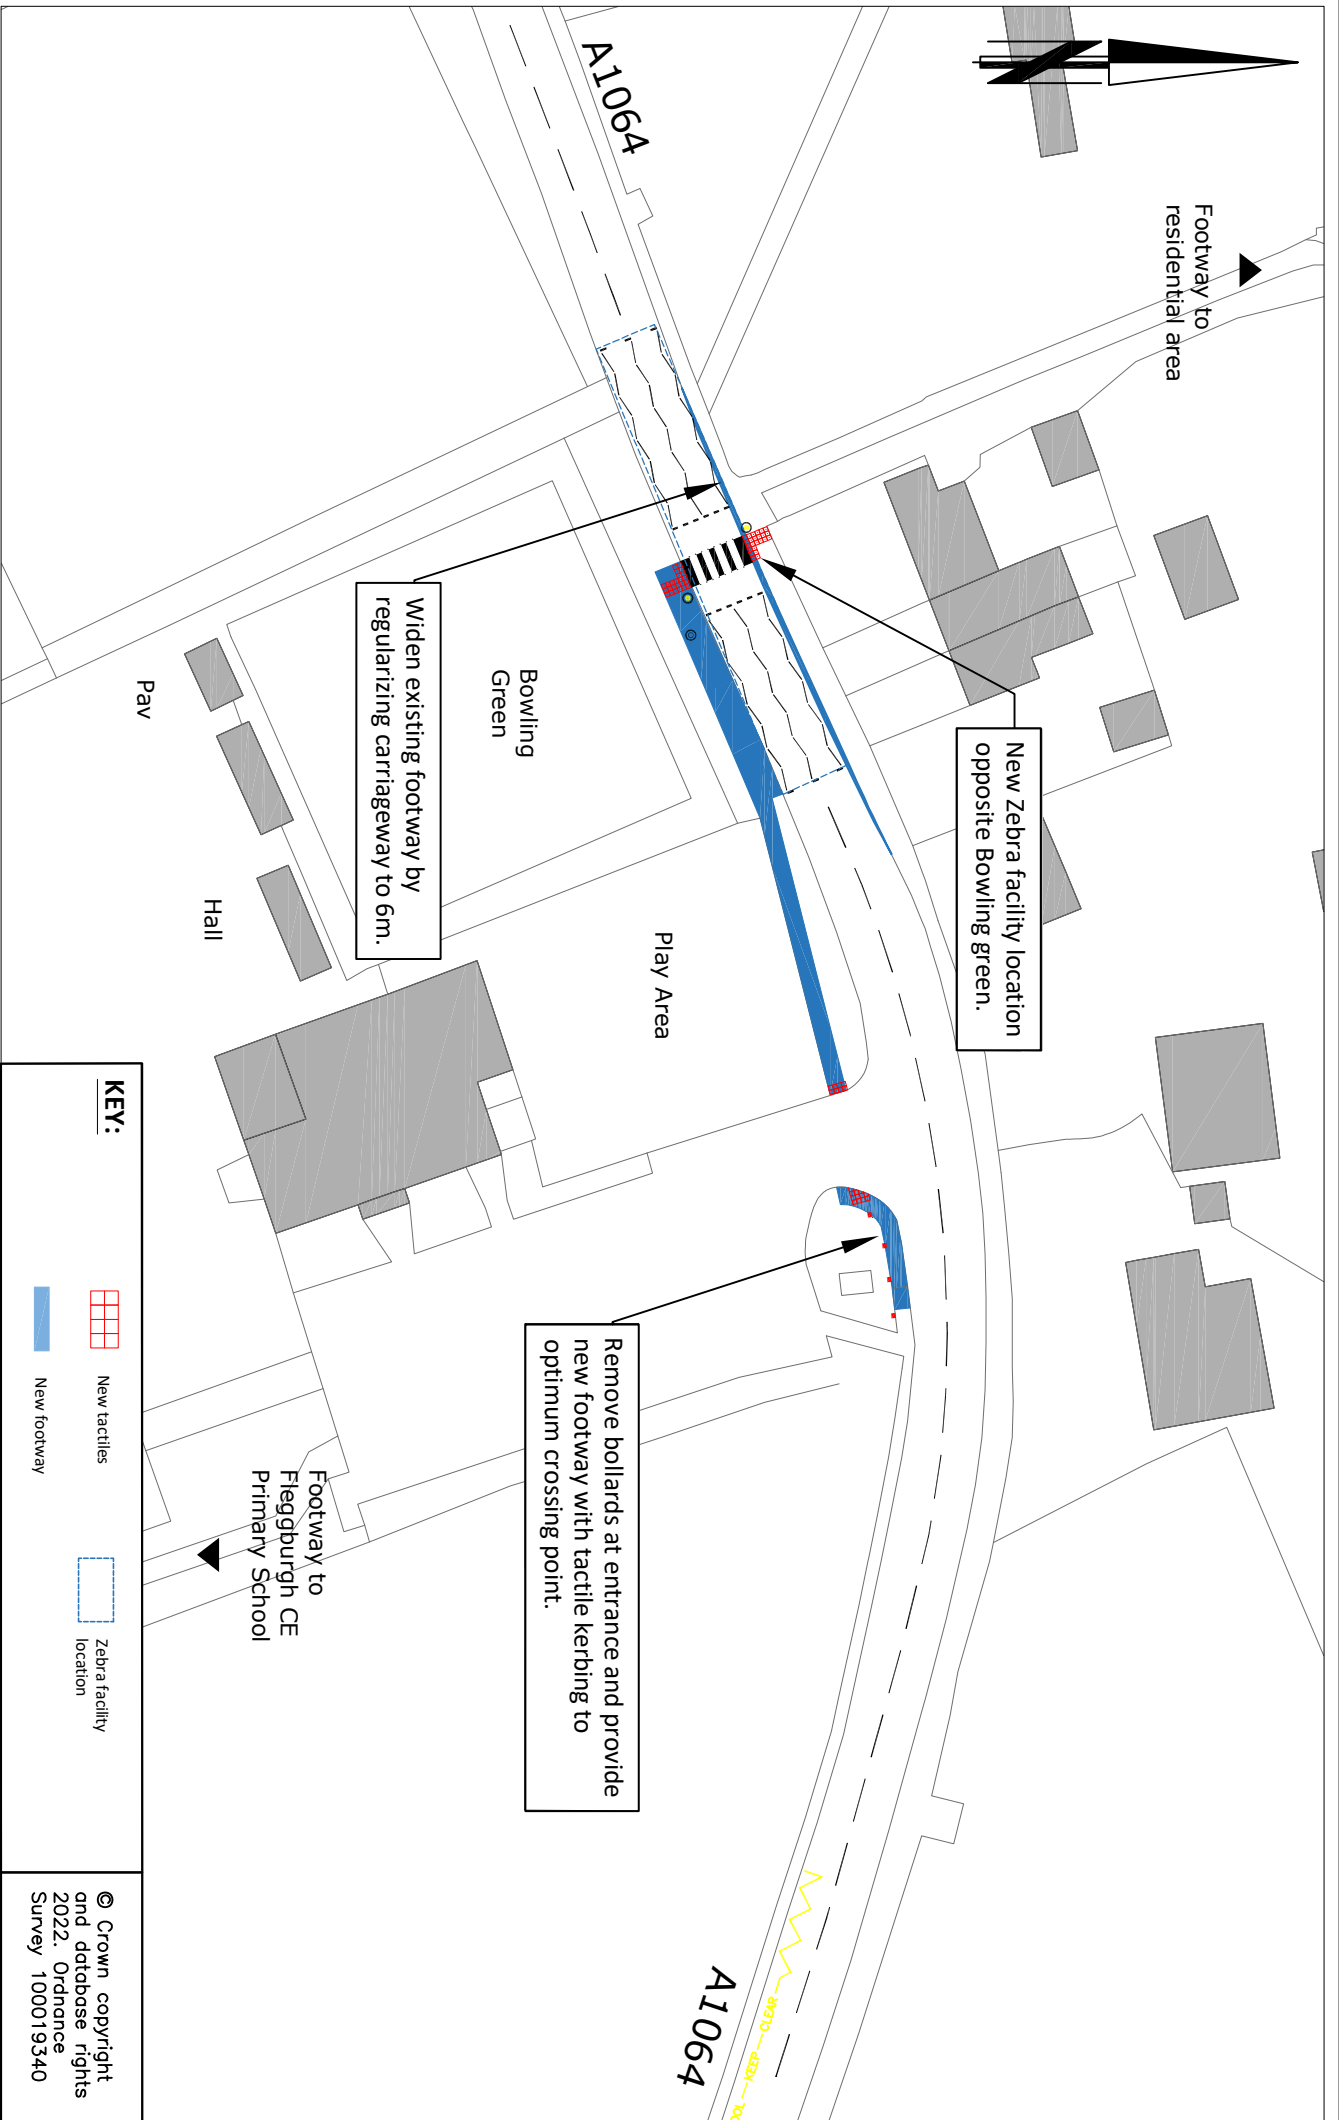 A1064
Footway to
residential area
New Zebra facility location
opposite Bowling green.
Widen existing footway by
regularizing carriageway to 6m.
Bowling
Green
Pav
Hall
Play Area
Remove bollards at entrance and provide
new footway with tactile kerbing to
optimum crossing point.
Footway to
Fleggburgh CE
Primary School
A1064
KEEP CLEAR
KEY:
New tactiles
New footway
Zebra facility
location
© Crown copyright
and database rights
2022. Ordnance
Survey 100019340